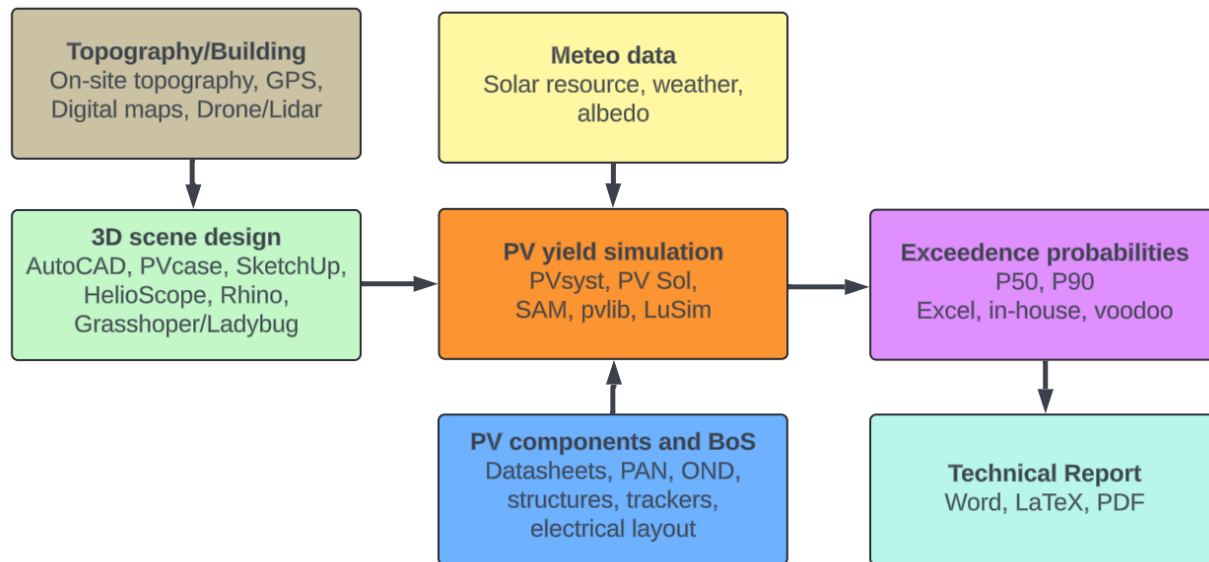 Topography/Building
On-site topography, GPS,
Digital maps, Drone/Lidar
Meteo data
Solar resource, weather,
albedo
3D scene design
AutoCAD, PVcase, SketchUp,
HelioScope, Rhino,
Grasshoper/Ladybug
PV yield simulation
PVsyst, PV Sol,
SAM, pvlib, LuSim
Exceedence probabilities
P50, P90
Excel, in-house, voodoo
PV components and BoS
Datasheets, PAN, OND,
structures, trackers,
electrical layout
Technical Report
Word, LaTeX, PDF